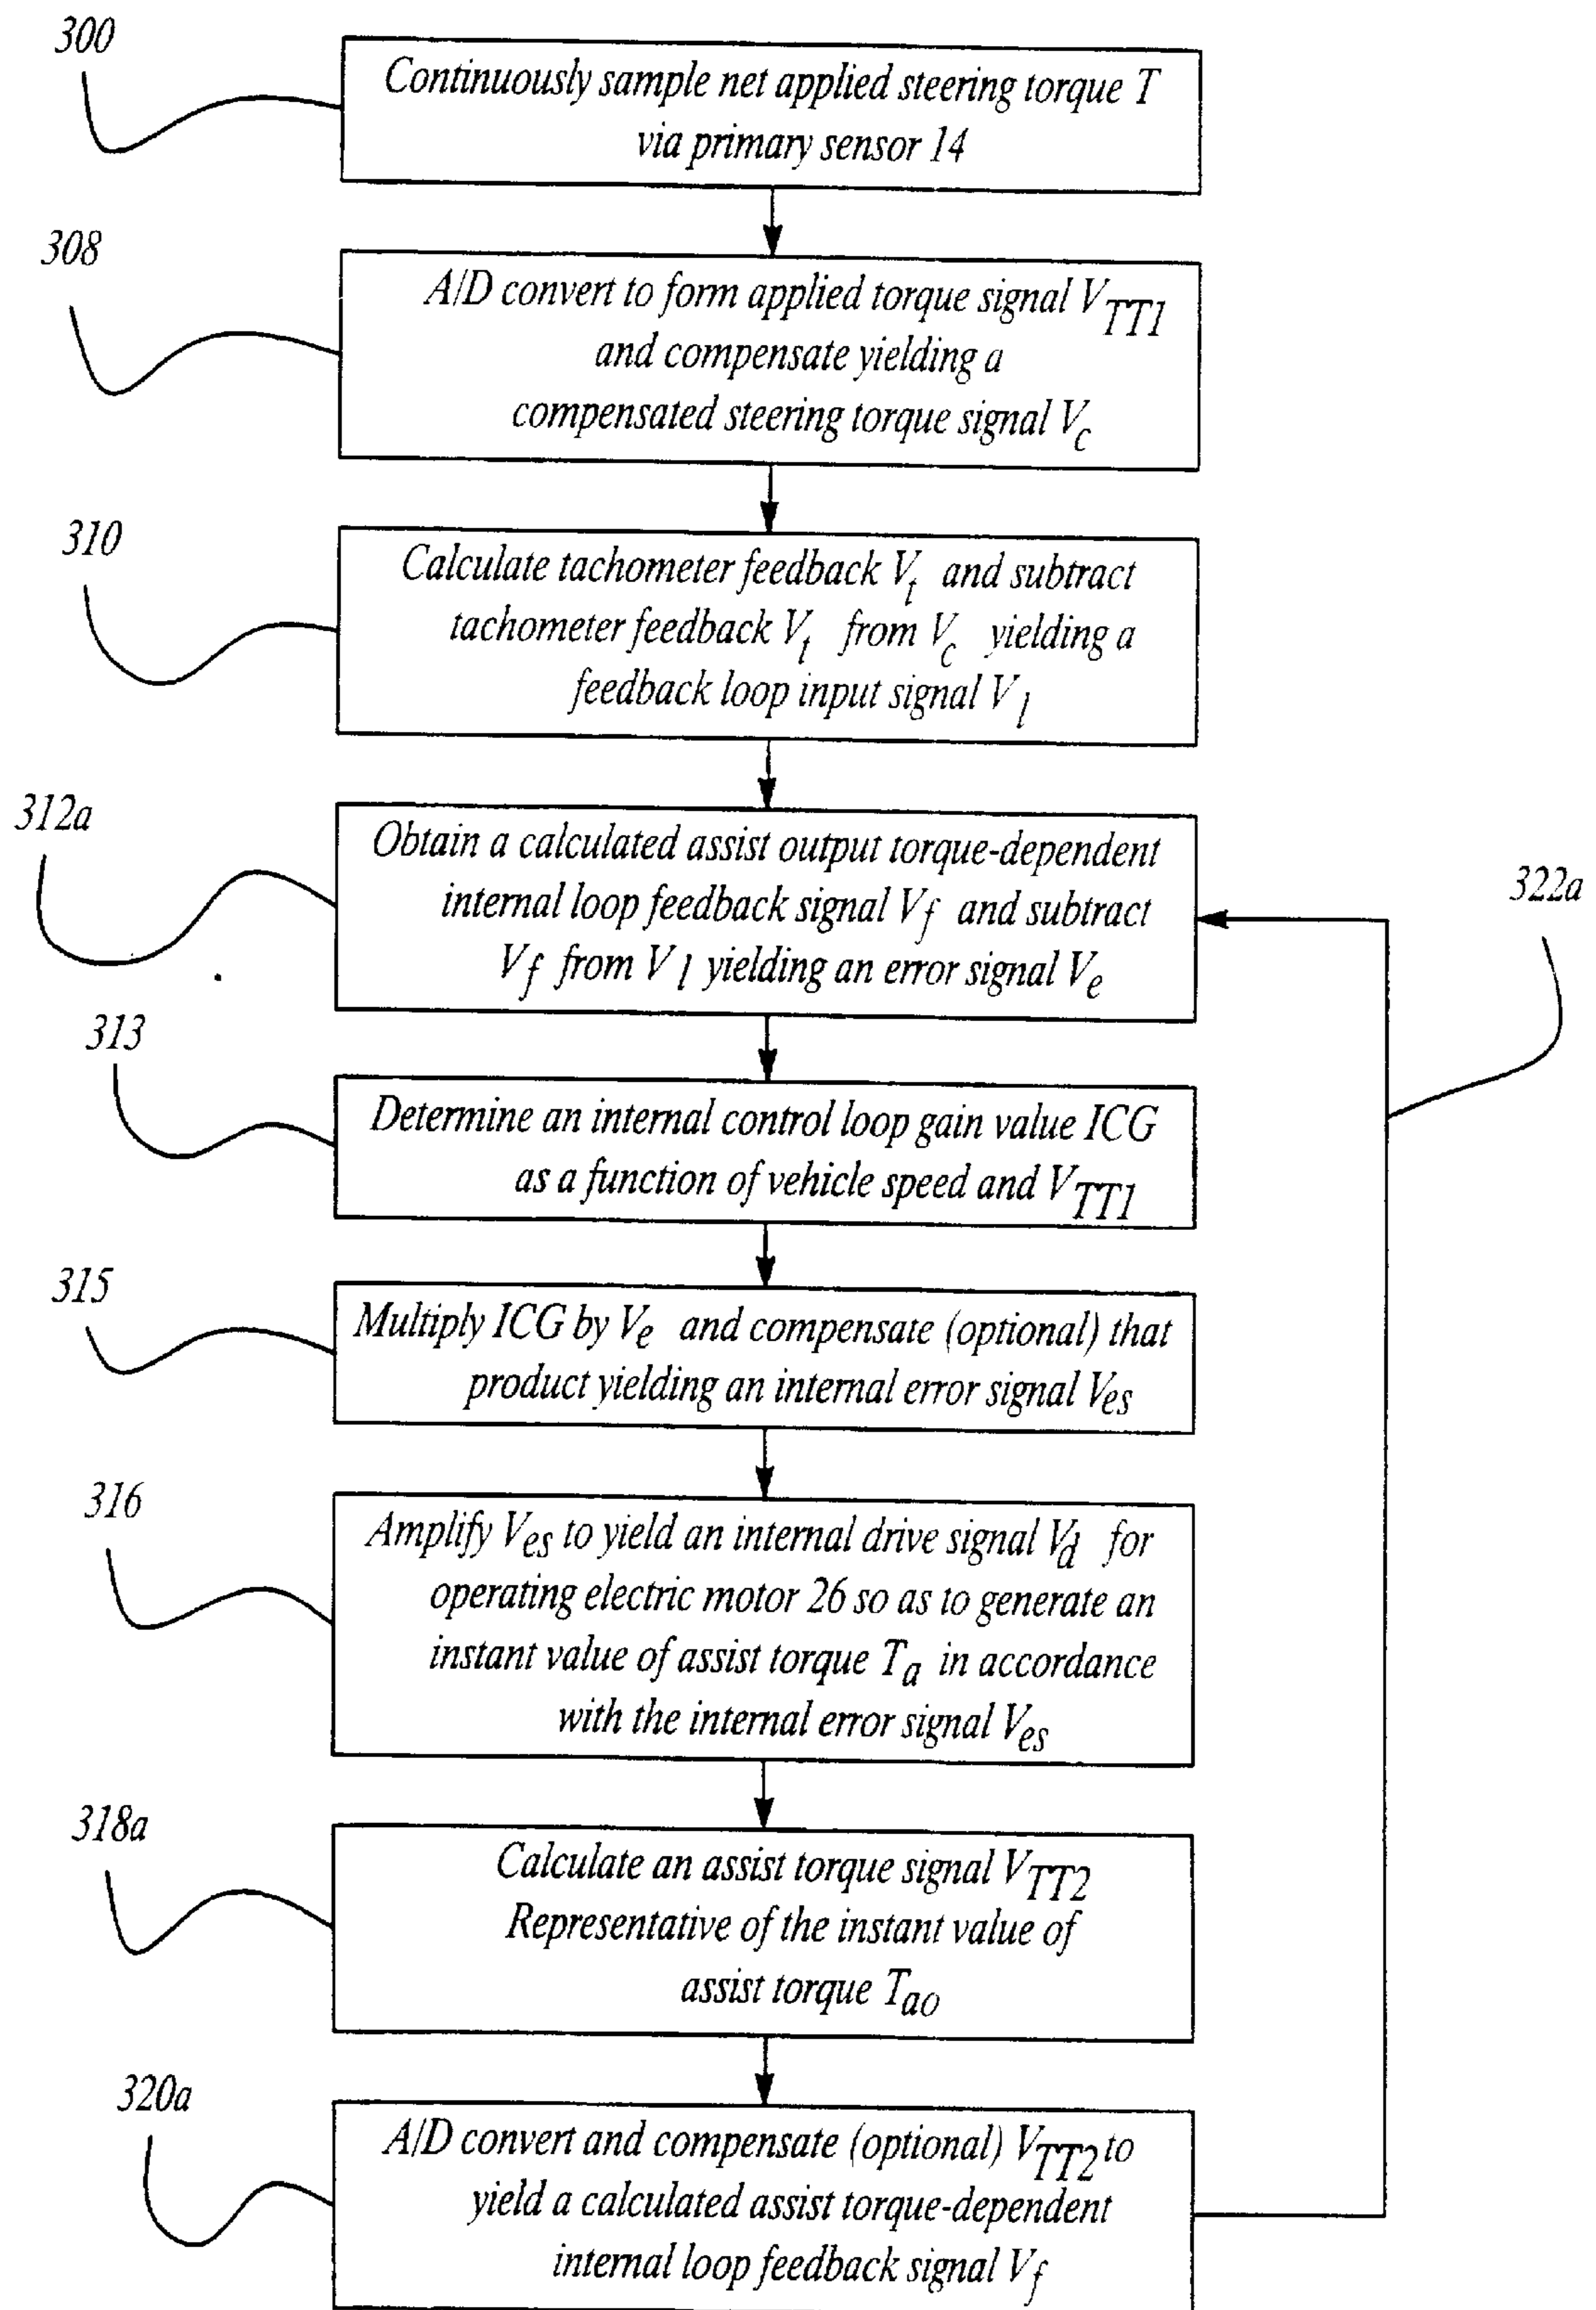 300
Continuously sample net applied steering torque T
via primary sensor 14
308
A/D convert to form applied torque signal V_TT1
and compensate yielding a
compensated steering torque signal V_c
310
Calculate tachometer feedback V_t and subtract
tachometer feedback V_t from V_c yielding a
feedback loop input signal V_l
312a
Obtain a calculated assist output torque-dependent
internal loop feedback signal V_f and subtract
V_f from V_l yielding an error signal V_e
322a
313
Determine an internal control loop gain value ICG
as a function of vehicle speed and V_TT1
315
Multiply ICG by V_e and compensate (optional) that
product yielding an internal error signal V_es
316
Amplify V_es to yield an internal drive signal V_d for
operating electric motor 26 so as to generate an
instant value of assist torque T_a in accordance
with the internal error signal V_es
318a
Calculate an assist torque signal V_TT2
Representative of the instant value of
assist torque T_ao
320a
A/D convert and compensate (optional) V_TT2 to
yield a calculated assist torque-dependent
internal loop feedback signal V_f